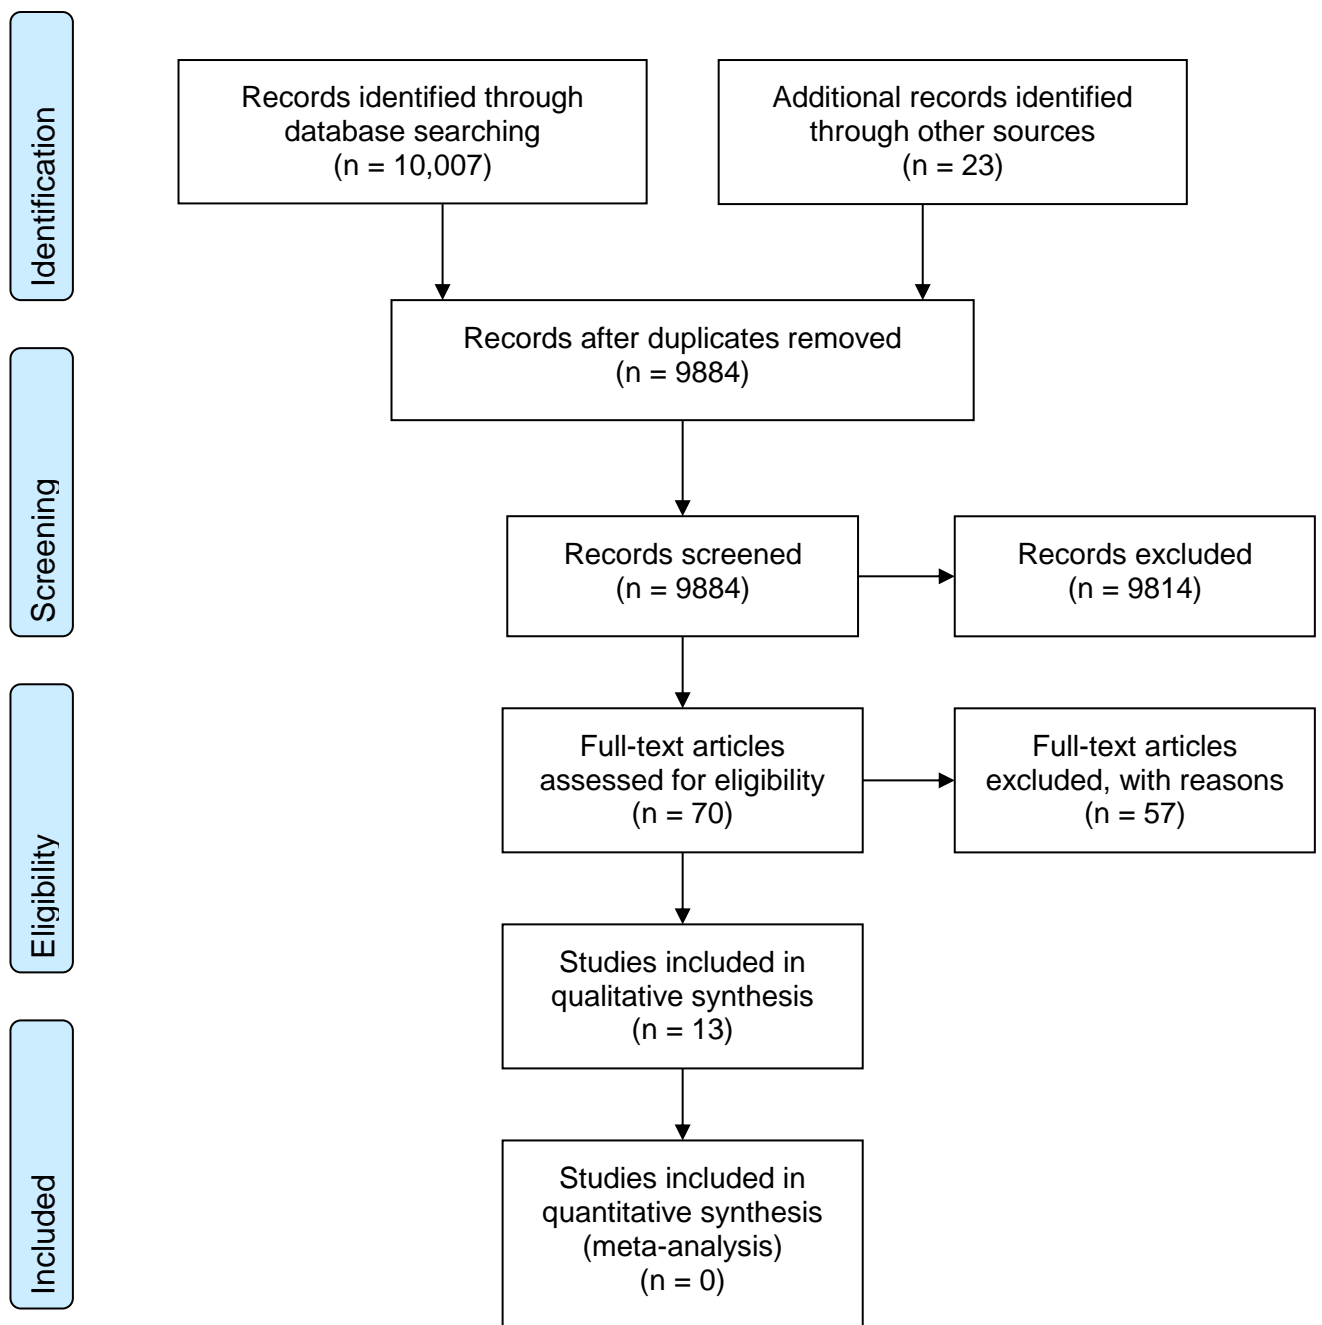 Identification
Records identified through
database searching
(n = 10,007)
Additional records identified
through other sources
(n = 23)
Records after duplicates removed
(n = 9884)
Screening
Records screened
(n = 9884)
Records excluded
(n = 9814)
Eligibility
Full-text articles
assessed for eligibility
(n = 70)
Full-text articles
excluded, with reasons
(n = 57)
Studies included in
qualitative synthesis
(n = 13)
Included
Studies included in
quantitative synthesis
(meta-analysis)
(n = 0)